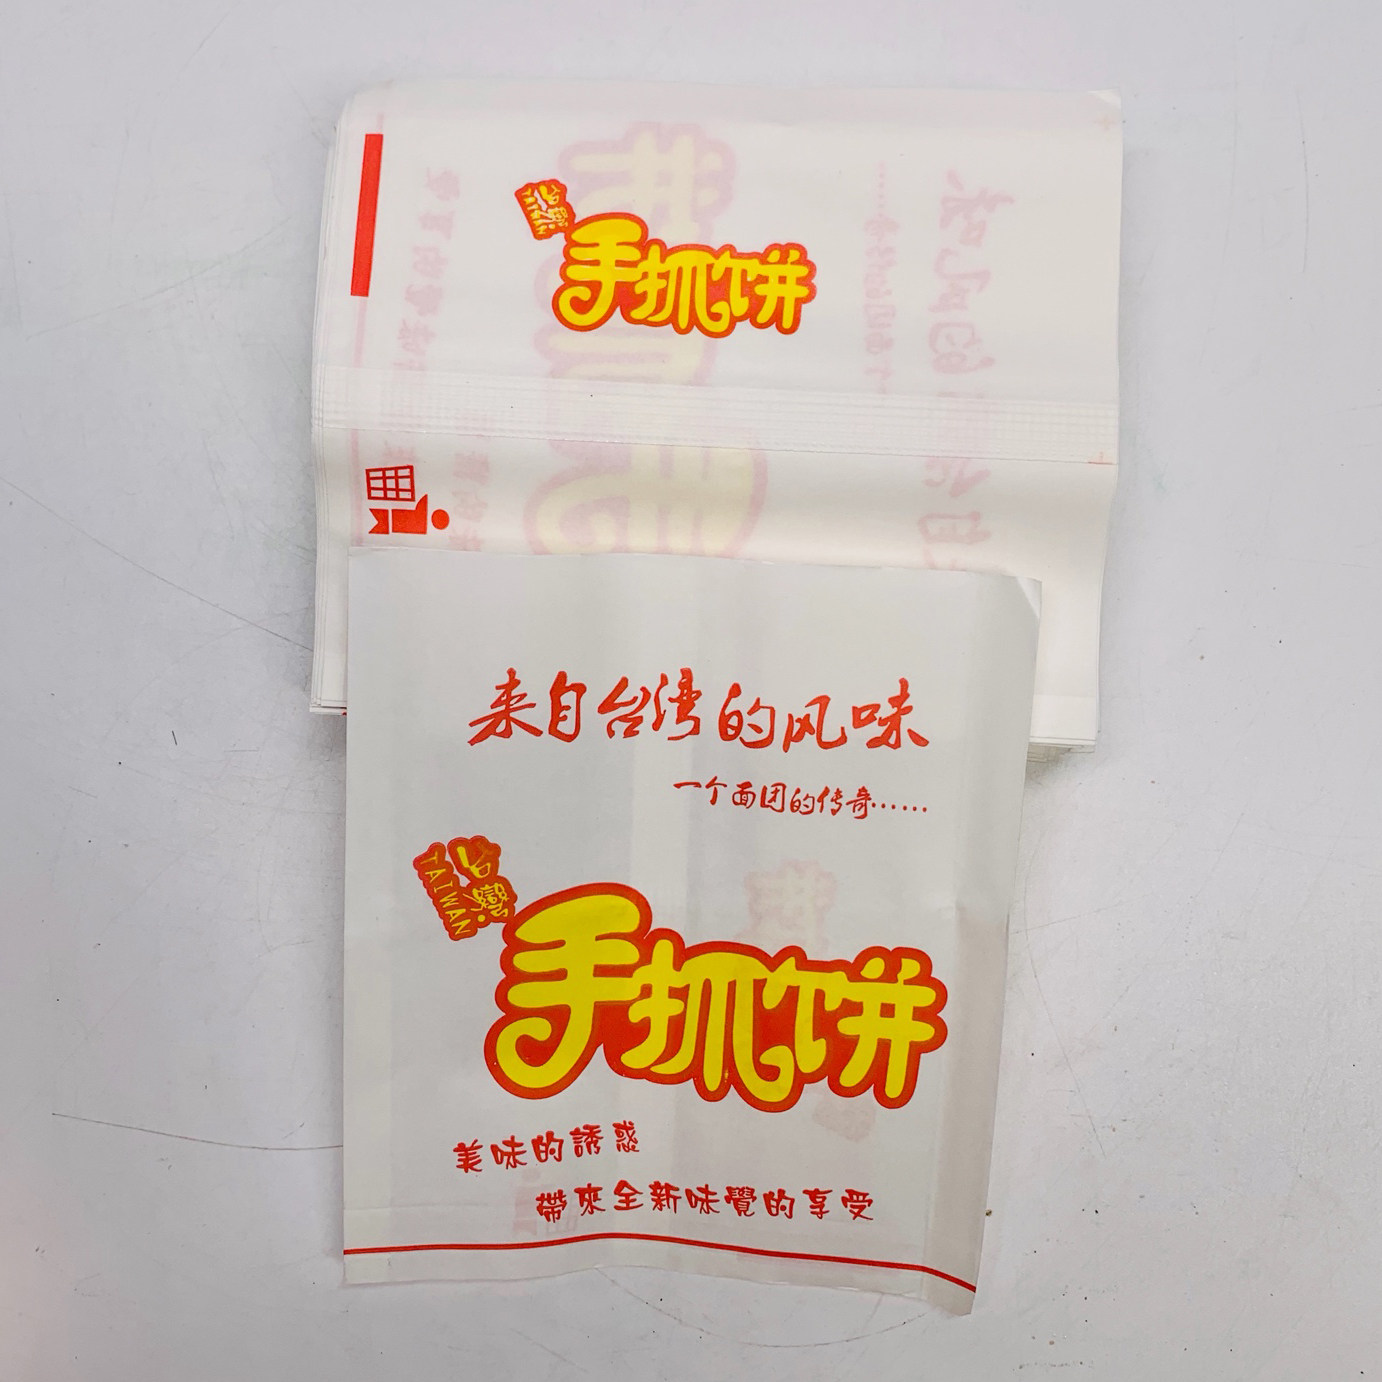 台灣
TAIWAN
手抓饼
来自台湾的风味
一个面团的传奇……
台灣
TAIWAN
手抓饼
美味的誘惑
帶來全新味覺的享受